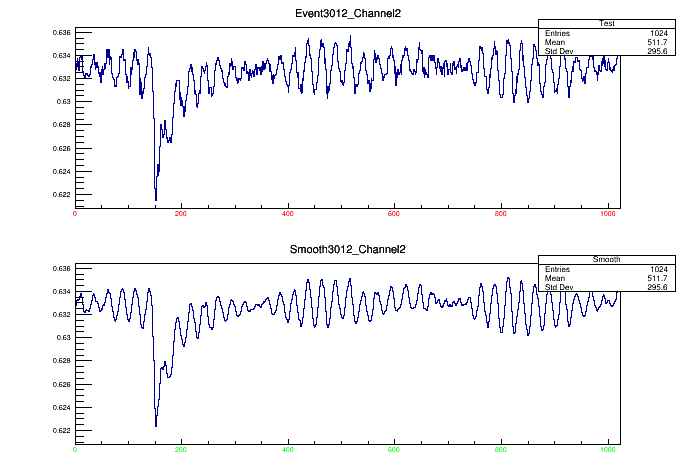 Event3012_Channel2
Test
Entries 1024
Mean 511.7
Std Dev 295.6
0.636
0.634
0.632
0.63
0.628
0.626
0.624
0.622
0 200 400 600 800 1000
Smooth3012_Channel2
Smooth
Entries 1024
Mean 511.7
Std Dev 295.6
0.636
0.634
0.632
0.63
0.628
0.626
0.624
0.622
0 200 400 600 800 1000